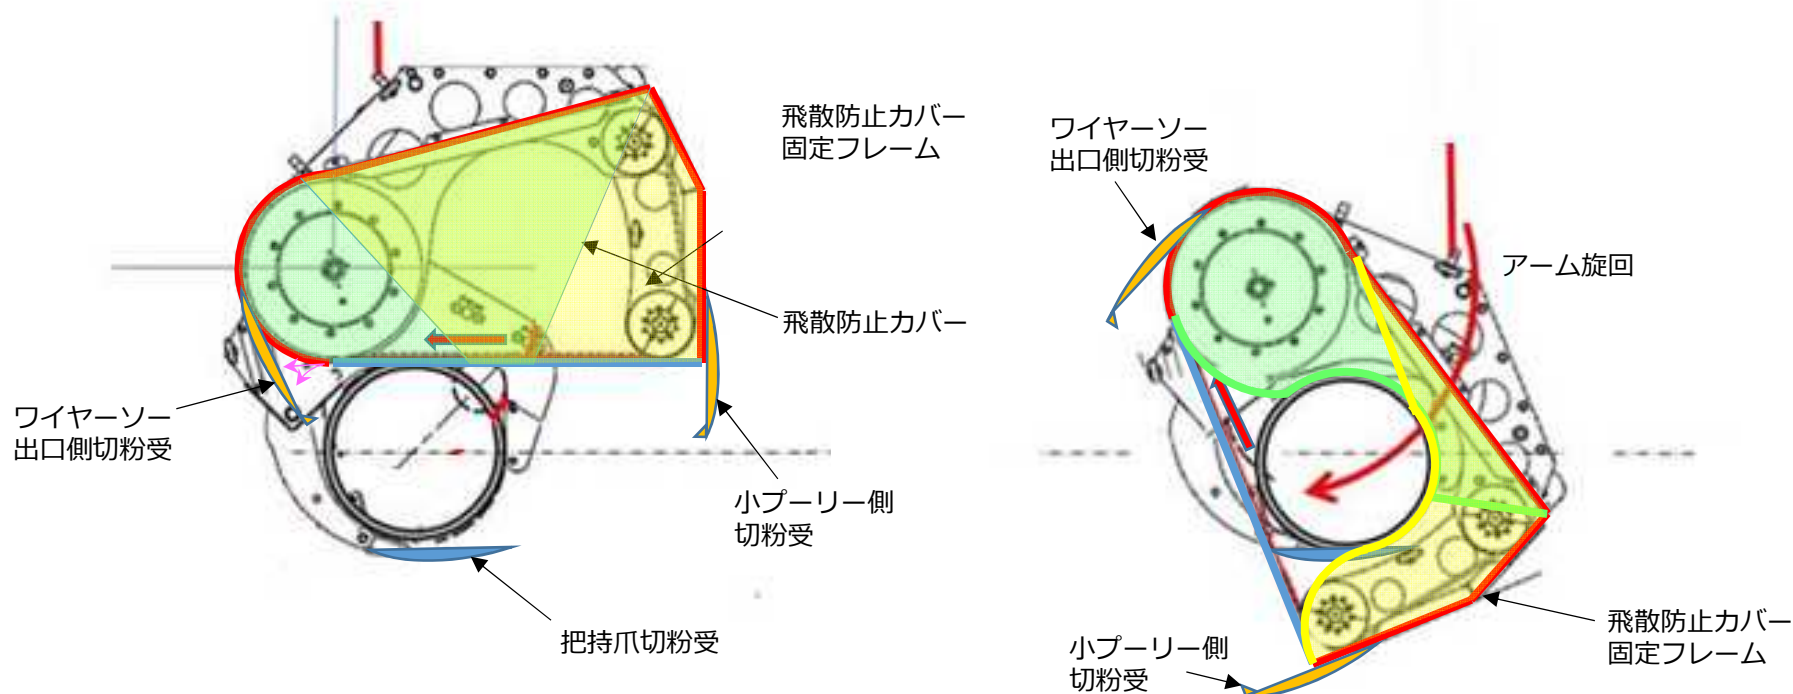 飛散防止カバー
固定フレーム
飛散防止カバー
ワイヤーソー
出口側切粉受
小プーリー側
切粉受
把持爪切粉受
ワイヤーソー
出口側切粉受
アーム旋回
飛散防止カバー
固定フレーム
小プーリー側
切粉受